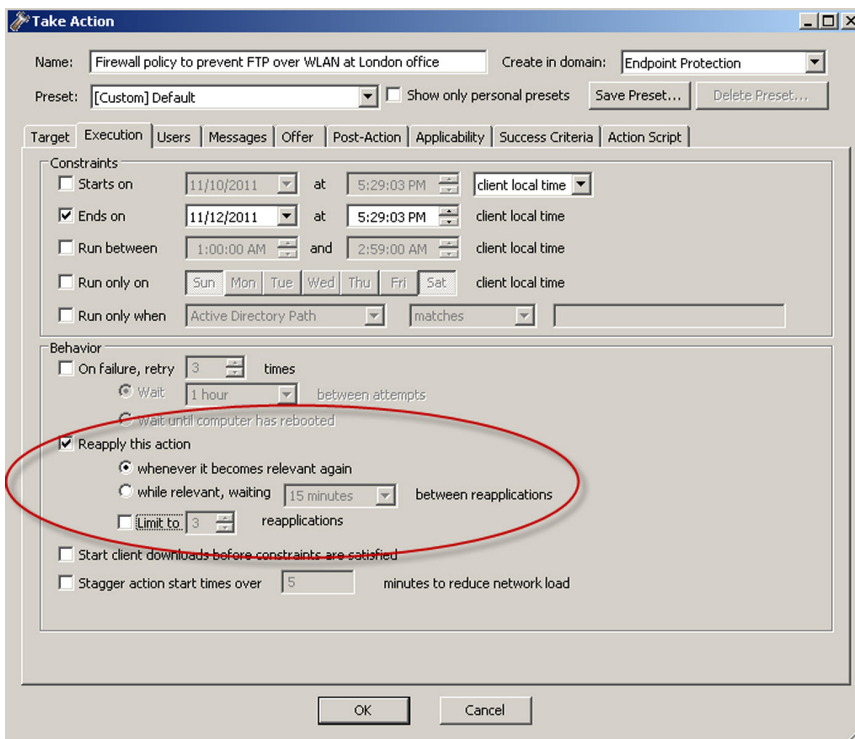 Take Action
Name: Firewall policy to prevent FTP over WLAN at London office Create in domain: Endpoint Protection
Preset: [Custom] Default Show only personal presets Save Preset... Delete Preset...
Target Execution Users Messages Offer Post-Action Applicability Success Criteria Action Script
Constraints
Starts on 11/10/2011 at 5:29:03 PM client local time
Ends on 11/12/2011 at 5:29:03 PM client local time
Run between 1:00:00 AM and 2:59:00 AM client local time
Run only on Sun Mon Tue Wed Thu Fri Sat client local time
Run only when Active Directory Path matches
Behavior
On failure, retry 3 times
Wait 1 hour between attempts
Wait until computer has rebooted
Reapply this action
whenever it becomes relevant again
while relevant, waiting 15 minutes between reapplications
Limit to 3 reapplications
Start client downloads before constraints are satisfied
Stagger action start times over 5 minutes to reduce network load
OK Cancel